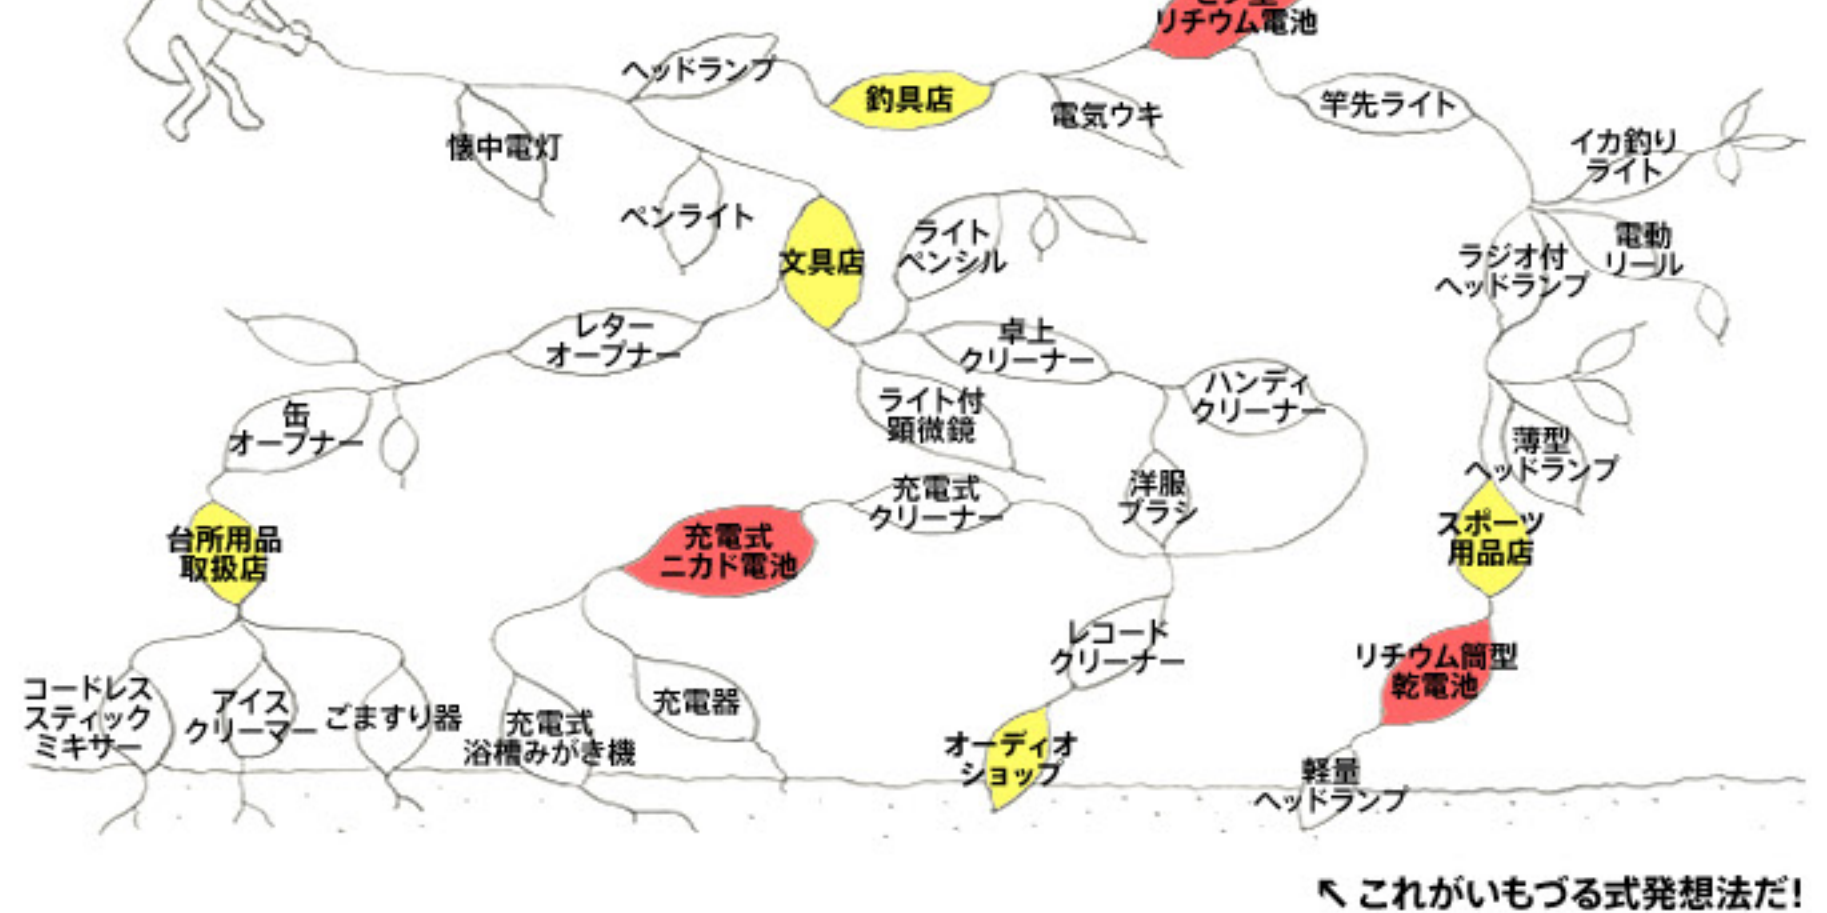 リチウム電池
ヘッドランプ
釣具店
電気ウキ
竿先ライト
懐中電灯
イカ釣り
ライト
ペンライト
文具店
ライト
ペンシル
ラジオ付
ヘッドランプ
電動
リール
レター
オープナー
卓上
クリーナー
ハンディ
クリーナー
缶
オープナー
ライト付
顕微鏡
薄型
ヘッドランプ
洋服
ブラシ
充電式
クリーナー
充電式
ニカド電池
台所用品
取扱店
スポーツ
用品店
レコード
クリーナー
リチウム筒型
乾電池
コードレス
スティック
ミキサー
アイス
クリーマー
ごますり器
充電式
浴槽みがき機
充電器
オーディオ
ショップ
軽量
ヘッドランプ
↖これがいもづる式発想法だ!